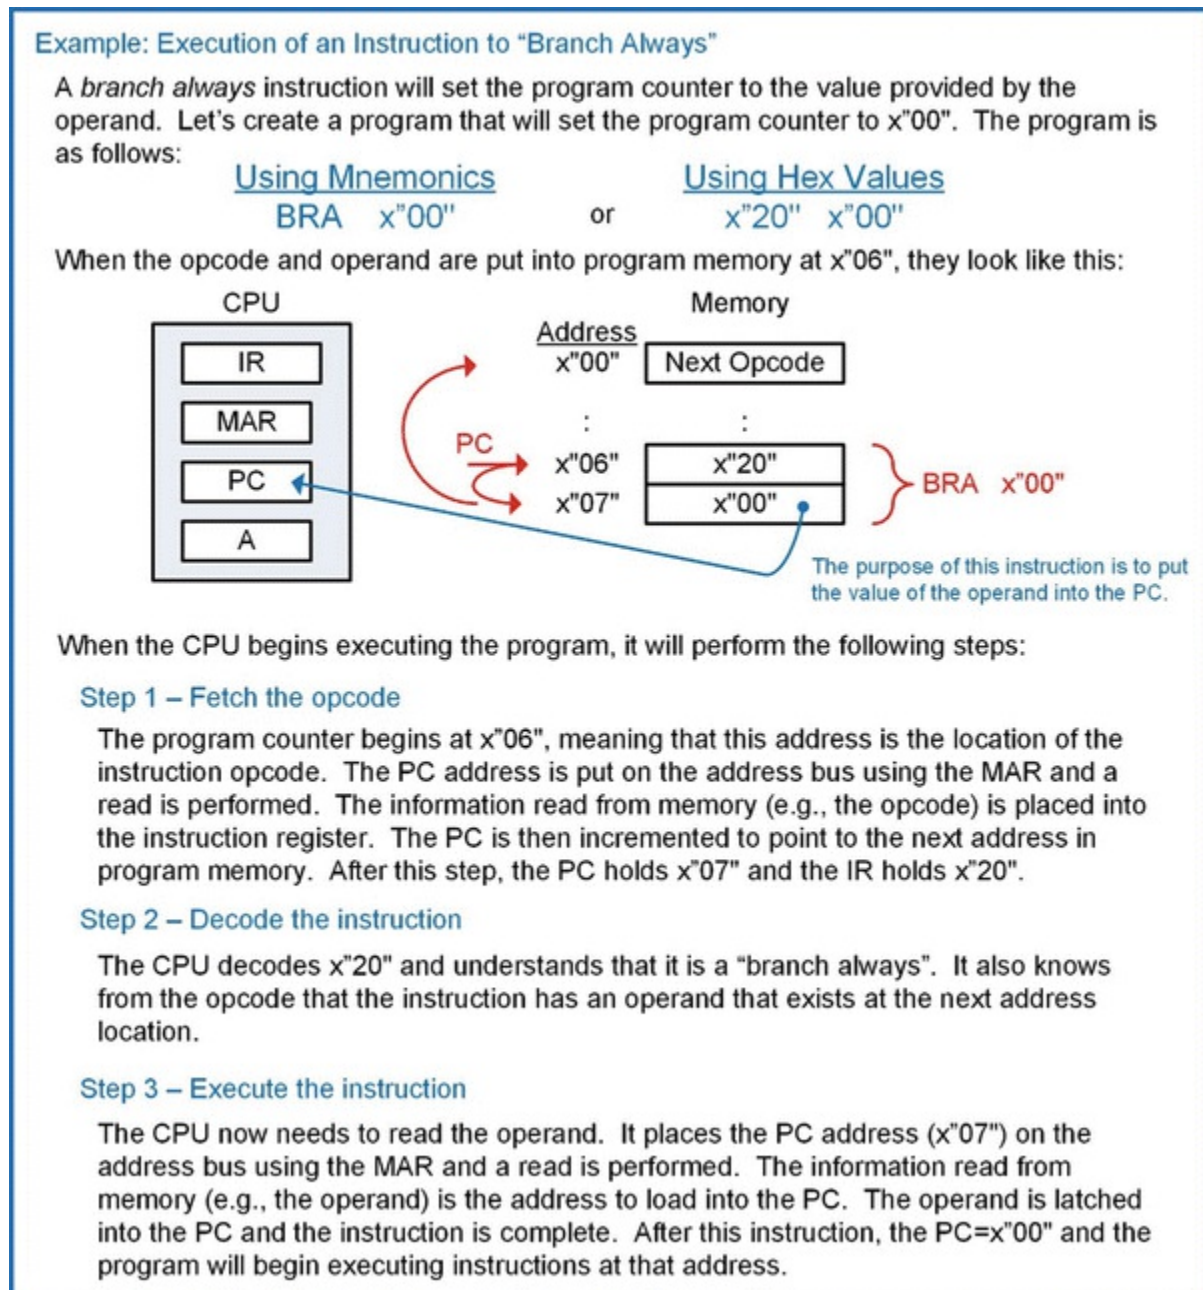 Example: Execution of an Instruction to “Branch Always”
A branch always instruction will set the program counter to the value provided by the
operand. Let's create a program that will set the program counter to x"00". The program is
as follows:
Using Mnemonics Using Hex Values
BRA x"00" or x"20" x"00"
When the opcode and operand are put into program memory at x"06", they look like this:
CPU Memory
Address
IR x"00" Next Opcode
MAR : :
PC x"06" x"20"
PC BRA x"00"
x"07" x"00"
A
The purpose of this instruction is to put
the value of the operand into the PC.
When the CPU begins executing the program, it will perform the following steps:
Step 1 – Fetch the opcode
The program counter begins at x"06", meaning that this address is the location of the
instruction opcode. The PC address is put on the address bus using the MAR and a
read is performed. The information read from memory (e.g., the opcode) is placed into
the instruction register. The PC is then incremented to point to the next address in
program memory. After this step, the PC holds x"07" and the IR holds x"20".
Step 2 – Decode the instruction
The CPU decodes x"20" and understands that it is a “branch always”. It also knows
from the opcode that the instruction has an operand that exists at the next address
location.
Step 3 – Execute the instruction
The CPU now needs to read the operand. It places the PC address (x"07") on the
address bus using the MAR and a read is performed. The information read from
memory (e.g., the operand) is the address to load into the PC. The operand is latched
into the PC and the instruction is complete. After this instruction, the PC=x"00" and the
program will begin executing instructions at that address.